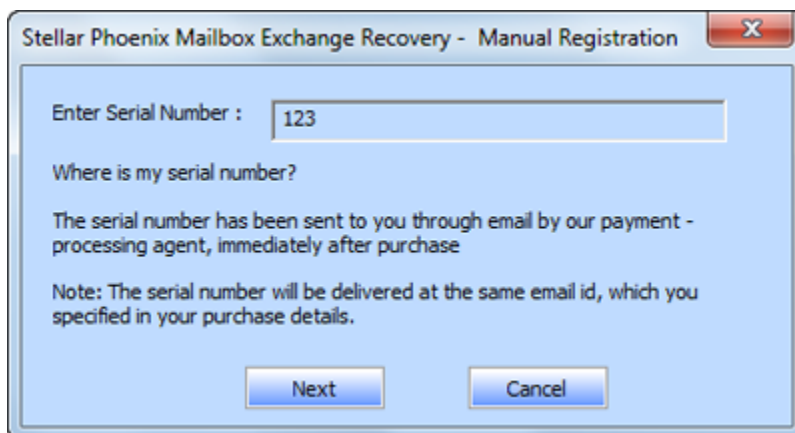 Stellar Phoenix Mailbox Exchange Recovery -  Manual Registration
Enter Serial Number : 123
Where is my serial number?
The serial number has been sent to you through email by our payment -
processing agent, immediately after purchase
Note: The serial number will be delivered at the same email id, which you
specified in your purchase details.
Next Cancel